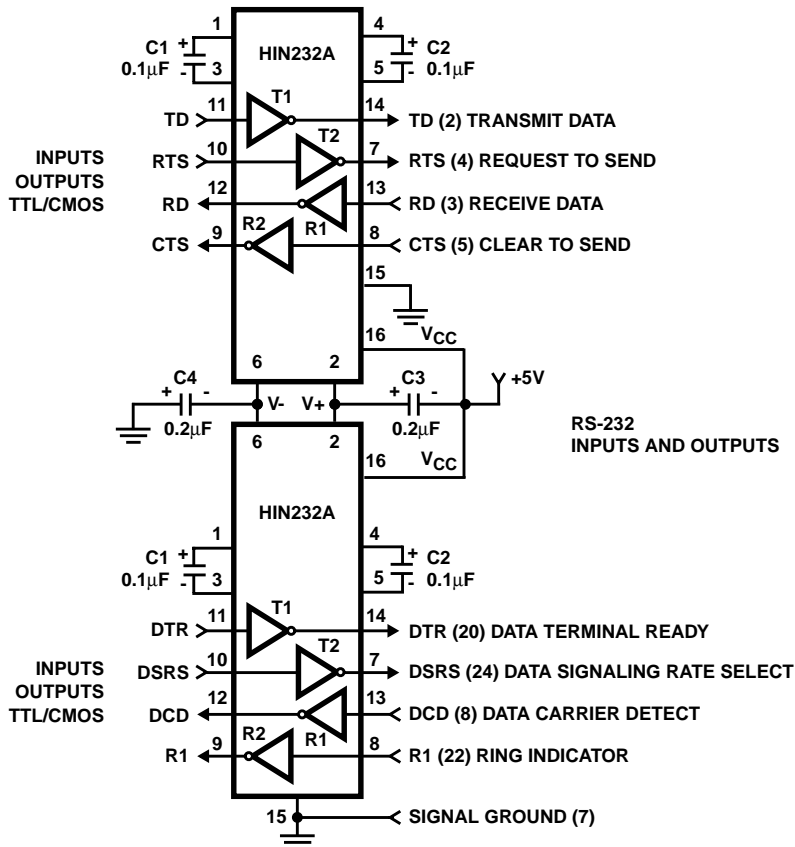 1
4
C1 +
+ C2
HIN232A
0.1µF - 3
5 - 0.1µF
T1
11
14
TD
TD (2) TRANSMIT DATA
T2
10
7
INPUTS
OUTPUTS
TTL/CMOS
RTS
RTS (4) REQUEST TO SEND
12
13
RD
RD (3) RECEIVE DATA
R2
R1
9
8
CTS
CTS (5) CLEAR TO SEND
15
16 VCC
6
2
+5V
C4
+ -
V-
V+
C3
+ -
0.2µF
0.2µF
RS-232
INPUTS AND OUTPUTS
6
2
16 VCC
HIN232A
1
4
C1 +
+ C2
0.1µF - 3
5 - 0.1µF
T1
11
14
DTR
DTR (20) DATA TERMINAL READY
T2
10
7
INPUTS
OUTPUTS
TTL/CMOS
DSRS
DSRS (24) DATA SIGNALING RATE SELECT
12
13
DCD
DCD (8) DATA CARRIER DETECT
R2
R1
9
8
R1
R1 (22) RING INDICATOR
15
SIGNAL GROUND (7)